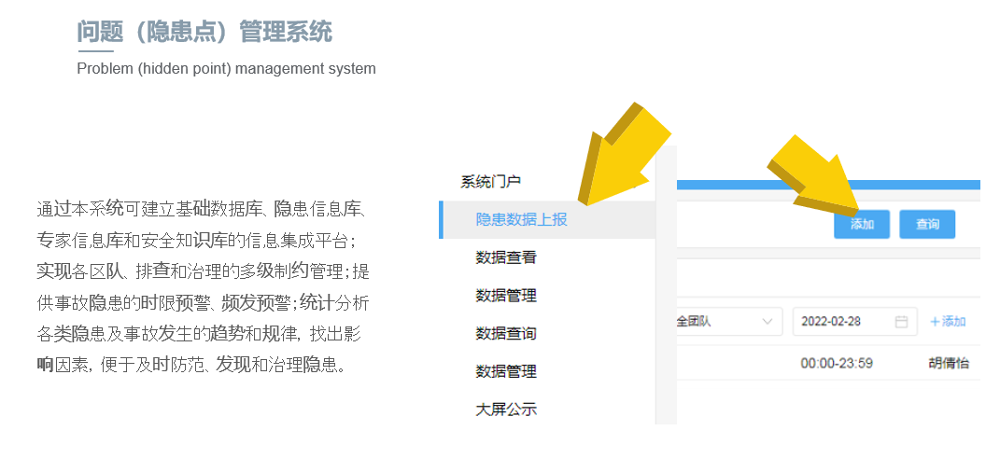 问题（隐患点）管理系统
Problem (hidden point) management system
通过本系统可建立基础数据库、隐患信息库、
专家信息库和安全知识库的信息集成平台；
实现各区队、排查和治理的多级制约管理；提
供事故隐患的时限预警、频发预警；统计分析
各类隐患及事故发生的趋势和规律，找出影
响因素，便于及时防范、发现和治理隐患。
系统门户
隐患数据上报
数据查看
数据管理
数据查询
数据管理
大屏公示
添加 查询
全团队 2022-02-28 +添加
00:00-23:59 胡倩怡